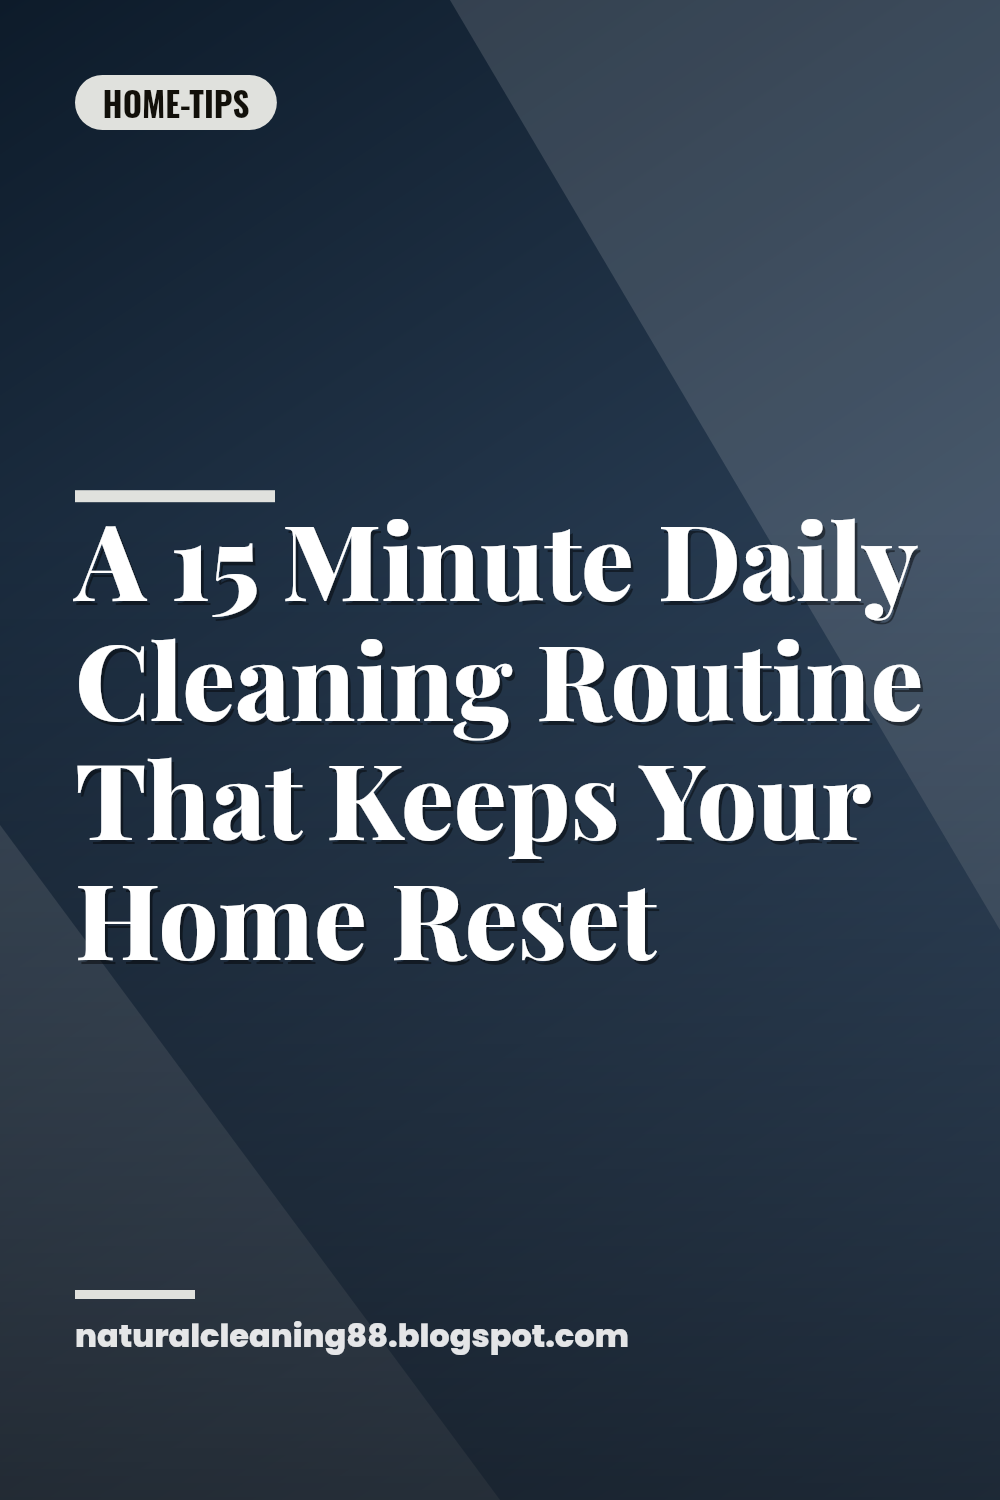 HOME-TIPS
A 15 Minute Daily
Cleaning Routine
That Keeps Your
Home Reset
naturalcleaning88.blogspot.com